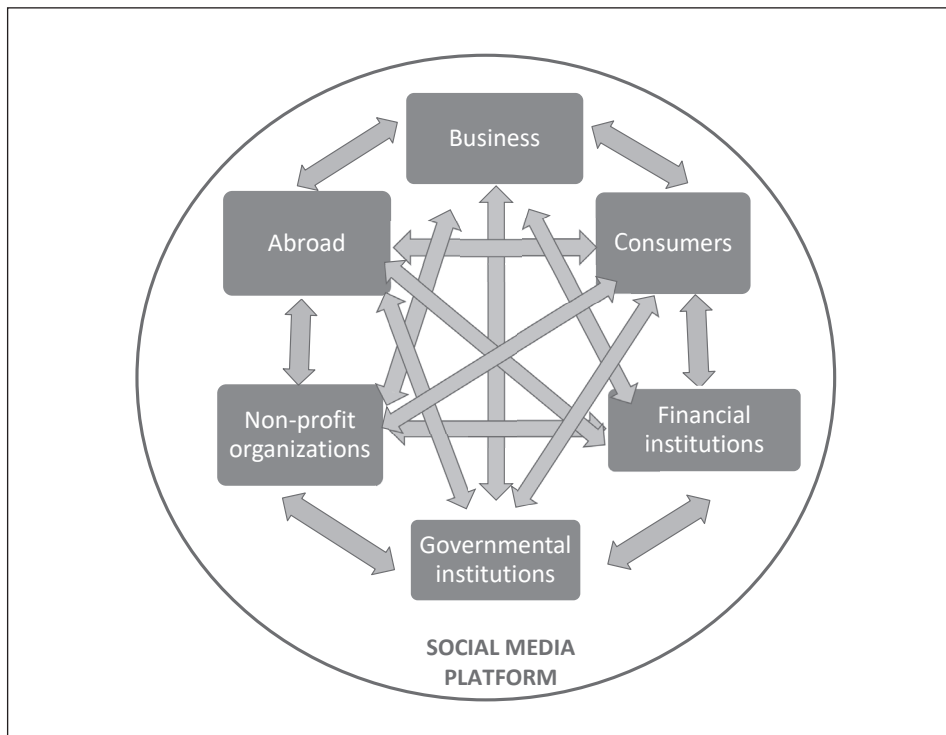 Business
Abroad
Consumers
Non-profit
organizations
Financial
institutions
Governmental
institutions
SOCIAL MEDIA
PLATFORM